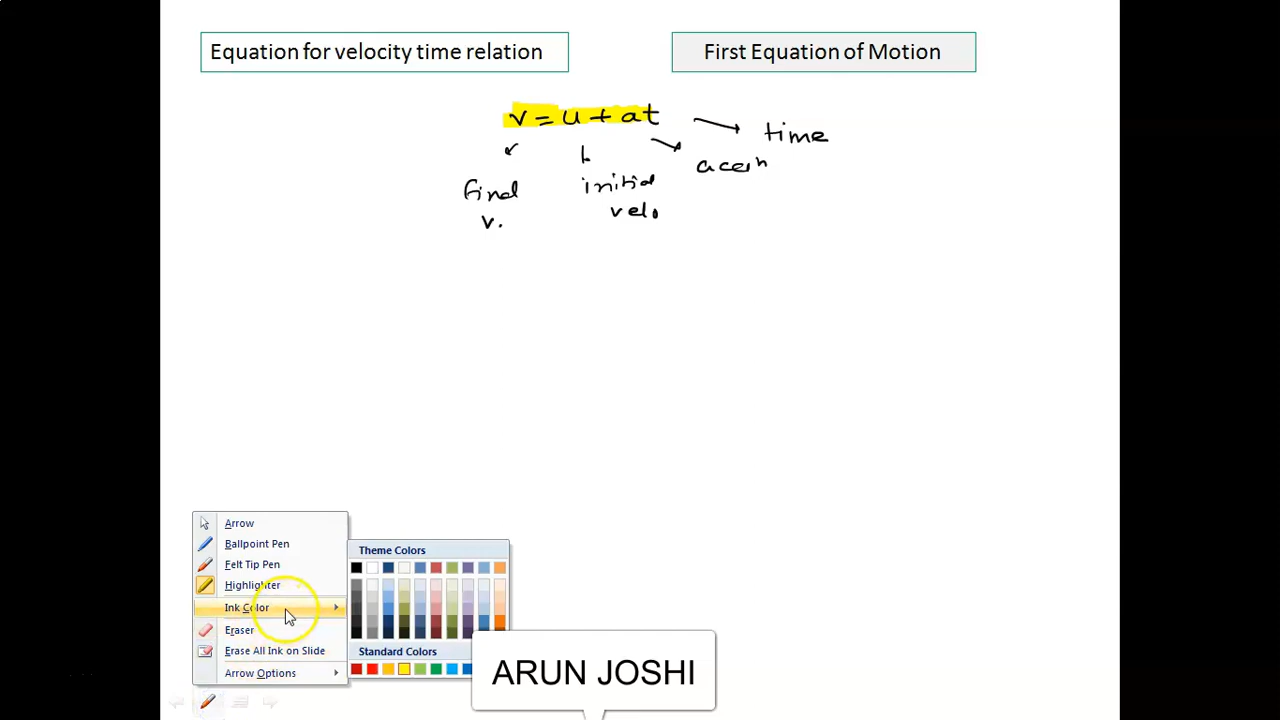 Equation for velocity time relation
First Equation of Motion
v = u + at
time
final
v.
initial
velo
Arrow
Ballpoint Pen
Felt Tip Pen
Highlighter
Ink Color
Eraser
Erase All Ink on Slide
Arrow Options
Theme Colors
Standard Colors
ARUN JOSHI